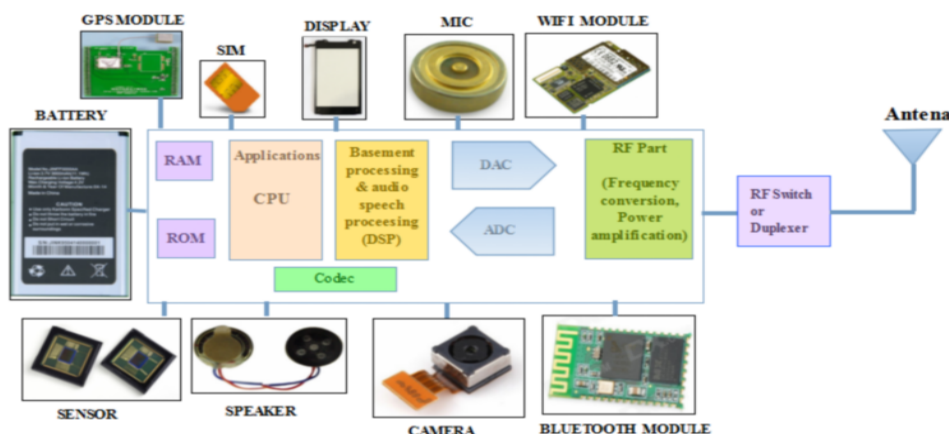 GPS MODULE
SIM
DISPLAY
MIC
WIFI MODULE
BATTERY
Antena
CAUTION
RAM
ROM
Applications
CPU
Basement
processing
& audio
speech
proceesing
(DSP)
DAC
ADC
RF Part
(Frequency
conversion,
Power
amplification)
RF Switch
or
Duplexer
Codec
SENSOR
SPEAKER
CAMERA
BLUETOOTH MODULE